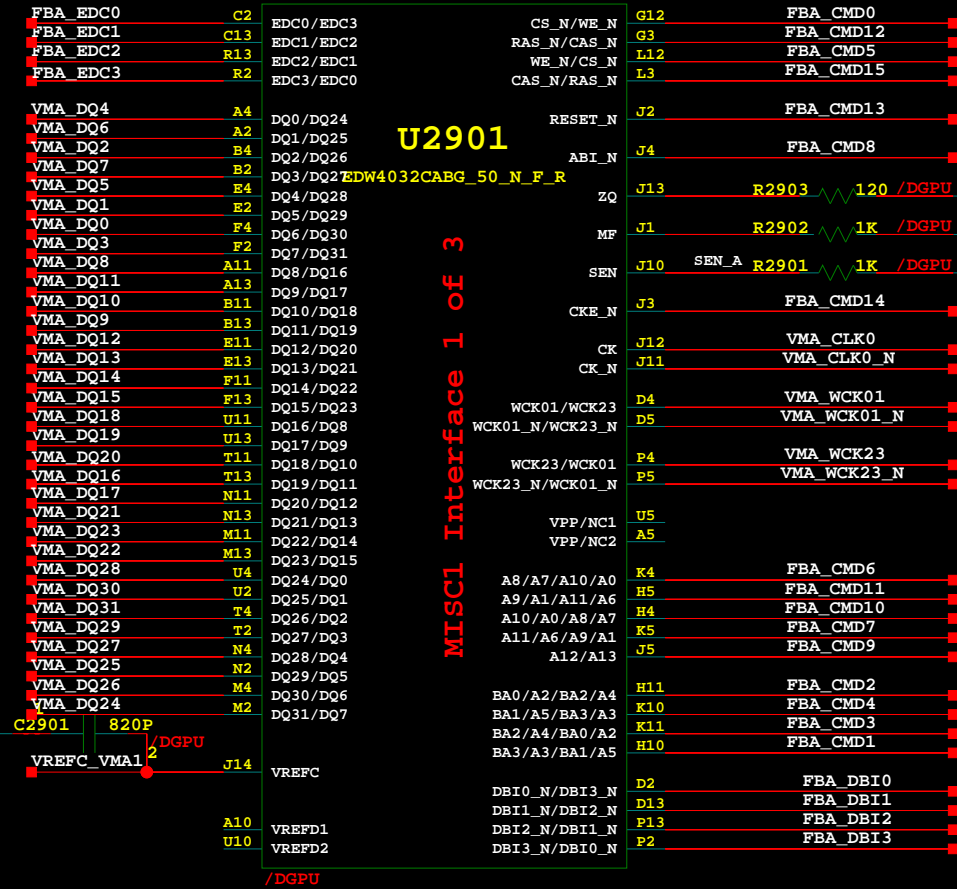 FBA_EDC0 C2 EDC0/EDC3 CS_N/WE_N G12 FBA_CMD0
FBA_EDC1 C13 EDC1/EDC2 RAS_N/CAS_N G3 FBA_CMD12
FBA_EDC2 R13 EDC2/EDC1 WE_N/CS_N L12 FBA_CMD5
FBA_EDC3 R2 EDC3/EDC0 CAS_N/RAS_N L3 FBA_CMD15
VMA_DQ4 A4 DQ0/DQ24 RESET_N J2 FBA_CMD13
VMA_DQ6 A2 DQ1/DQ25 U2901
VMA_DQ2 B4 DQ2/DQ26 ABI_N J4 FBA_CMD8
VMA_DQ7 B2 DQ3/DQ27 EDW4032CABG_50_N_F_R
VMA_DQ5 E4 DQ4/DQ28 ZQ J13 R2903 120 /DGPU
VMA_DQ1 E2 DQ5/DQ29
VMA_DQ0 F4 DQ6/DQ30 MF J1 R2902 1K /DGPU
VMA_DQ3 F2 DQ7/DQ31
VMA_DQ8 A11 DQ8/DQ16 SEN J10 SEN_A R2901 1K /DGPU
VMA_DQ11 A13 DQ9/DQ17
VMA_DQ10 B11 DQ10/DQ18 CKE_N J3 FBA_CMD14
VMA_DQ9 B13 DQ11/DQ19
VMA_DQ12 E11 DQ12/DQ20 CK J12 VMA_CLK0
VMA_DQ13 E13 DQ13/DQ21 CK_N J11 VMA_CLK0_N
VMA_DQ14 F11 DQ14/DQ22
VMA_DQ15 F13 DQ15/DQ23 WCK01/WCK23 D4 VMA_WCK01
VMA_DQ18 U11 DQ16/DQ8 WCK01_N/WCK23_N D5 VMA_WCK01_N
VMA_DQ19 U13 DQ17/DQ9
VMA_DQ20 T11 DQ18/DQ10 WCK23/WCK01 P4 VMA_WCK23
VMA_DQ16 T13 DQ19/DQ11 WCK23_N/WCK01_N P5 VMA_WCK23_N
VMA_DQ17 N11 DQ20/DQ12
VMA_DQ21 N13 DQ21/DQ13 VPP/NC1 U5
VMA_DQ23 M11 DQ22/DQ14 VPP/NC2 A5
VMA_DQ22 M13 DQ23/DQ15
VMA_DQ28 U4 DQ24/DQ0 A8/A7/A10/A0 K4 FBA_CMD6
VMA_DQ30 U2 DQ25/DQ1 A9/A1/A11/A6 H5 FBA_CMD11
VMA_DQ31 T4 DQ26/DQ2 A10/A0/A8/A7 H4 FBA_CMD10
VMA_DQ29 T2 DQ27/DQ3 A11/A6/A9/A1 K5 FBA_CMD7
VMA_DQ27 N4 DQ28/DQ4 A12/A13 J5 FBA_CMD9
VMA_DQ25 N2 DQ29/DQ5
VMA_DQ26 M4 DQ30/DQ6 BA0/A2/BA2/A4 H11 FBA_CMD2
VMA_DQ24 M2 DQ31/DQ7 BA1/A5/BA3/A3 K10 FBA_CMD4
MISC1 Interface 1 of 3
1
C2901 820P BA2/A4/BA0/A2 K11 FBA_CMD3
/DGPU BA3/A3/BA1/A5 H10 FBA_CMD1
2
VREFC_VMA1 J14 VREFC
DBI0_N/DBI3_N D2 FBA_DBI0
DBI1_N/DBI2_N D13 FBA_DBI1
A10 VREFD1 DBI2_N/DBI1_N P13 FBA_DBI2
U10 VREFD2 DBI3_N/DBI0_N P2 FBA_DBI3
/DGPU